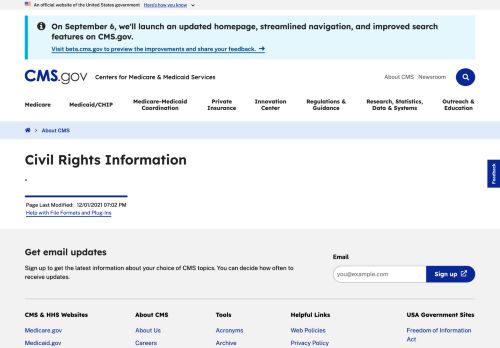 An official website of the United States government Here's how you know
On September 6, we'll launch an updated homepage, streamlined navigation, and improved search
features on CMS.gov.
Visit beta.cms.gov to preview the improvements and share your feedback.
CMS.gov Centers for Medicare & Medicaid Services
About CMS Newsroom
Medicare
Medicaid/CHIP
Medicare-Medicaid
Coordination
Private
Insurance
Innovation
Center
Regulations &
Guidance
Research, Statistics,
Data & Systems
Outreach &
Education
About CMS
Civil Rights Information
.
Feedback
Page Last Modified: 12/01/2021 07:02 PM
Help with File Formats and Plug-Ins
Get email updates
Sign up to get the latest information about your choice of CMS topics. You can decide how often to
receive updates.
Email
you@example.com
Sign up
CMS & HHS Websites
Medicare.gov
Medicaid.gov
About CMS
About Us
Careers
Tools
Acronyms
Archive
Helpful Links
Web Policies
Privacy Policy
USA Government Sites
Freedom of Information
Act